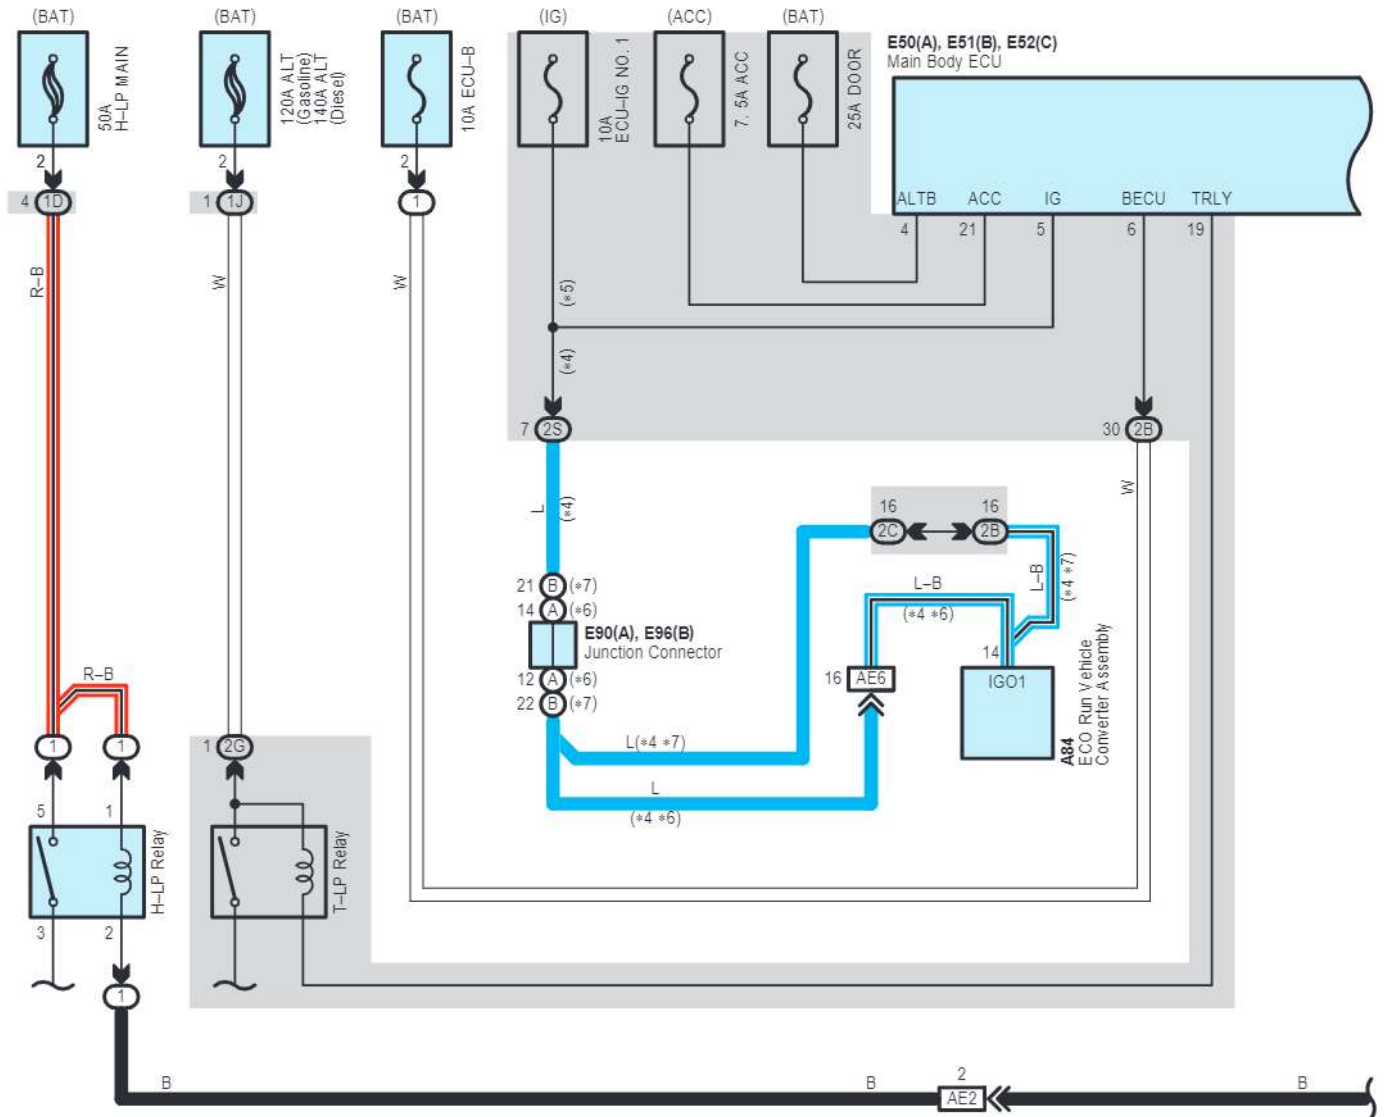 (BAT) (BAT) (BAT) (IG) (ACC) (BAT)
50A
H-LP MAIN
120A ALT
(Gasoline)
140A ALT
(Diesel)
10A ECU-B
10A
ECU-IG NO. 1
7. 5A ACC
25A DOOR
E50(A), E51(B), E52(C)
Main Body ECU
2 2 2
4 1D 1 1J 1
ALTB ACC IG BECU TRLY
4 21 5 6 19
R-B W W
(*5)
(*4)
7 2S 30 2B
L
(*4)
W
16 16
2C 2B
L-B
(*4 *7)
21 B (*7)
14 A (*6)
L-B
(*4 *6)
E90(A), E96(B)
Junction Connector
12 A (*6)
22 B (*7)
16 AE6
14
IGO1
A84
ECO Run Vehicle
Converter Assembly
R-B
1 1 1 2G
L(*4 *7)
L
(*4 *6)
5 1
H-LP Relay
T-LP Relay
3 2
1
B B 2 B
AE2